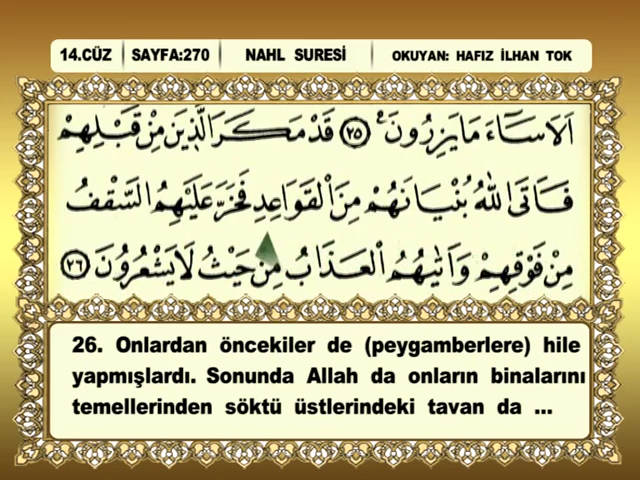 14.CÜZ SAYFA:270 NAHL SURESİ OKUYAN: HAFIZ İLHAN TOK
اَلَا سَٓاءَ مَا يَزِرُونَ ۟ ﴿٢٥﴾ قَدْ مَكَرَ الَّذ۪ينَ مِنْ قَبْلِهِمْ
فَاَتَى اللّٰهُ بُنْيَانَهُمْ مِنَ الْقَوَاعِدِ فَخَرَّ عَلَيْهِمُ السَّقْفُ
مِنْ فَوْقِهِمْ وَاَتٰيهُمُ الْعَذَابُ مِنْ حَيْثُ لَا يَشْعُرُونَ ﴿٢٦﴾
26. Onlardan öncekiler de (peygamberlere) hile
yapmışlardı. Sonunda Allah da onların binalarını
temellerinden söktü üstlerindeki tavan da ...